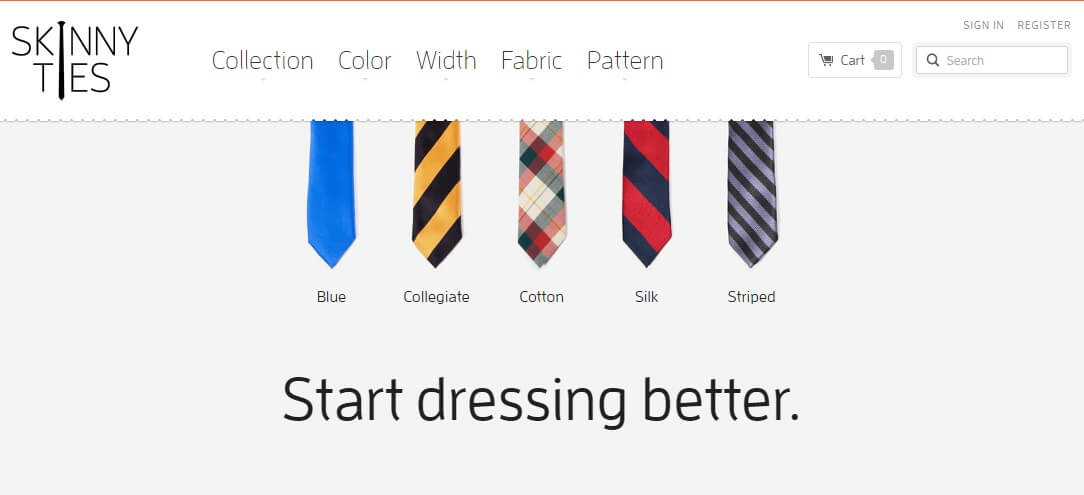 SKINNY
TIES
SIGN IN REGISTER
Collection Color Width Fabric Pattern
Cart 0
Search
Blue Collegiate Cotton Silk Striped
Start dressing better.